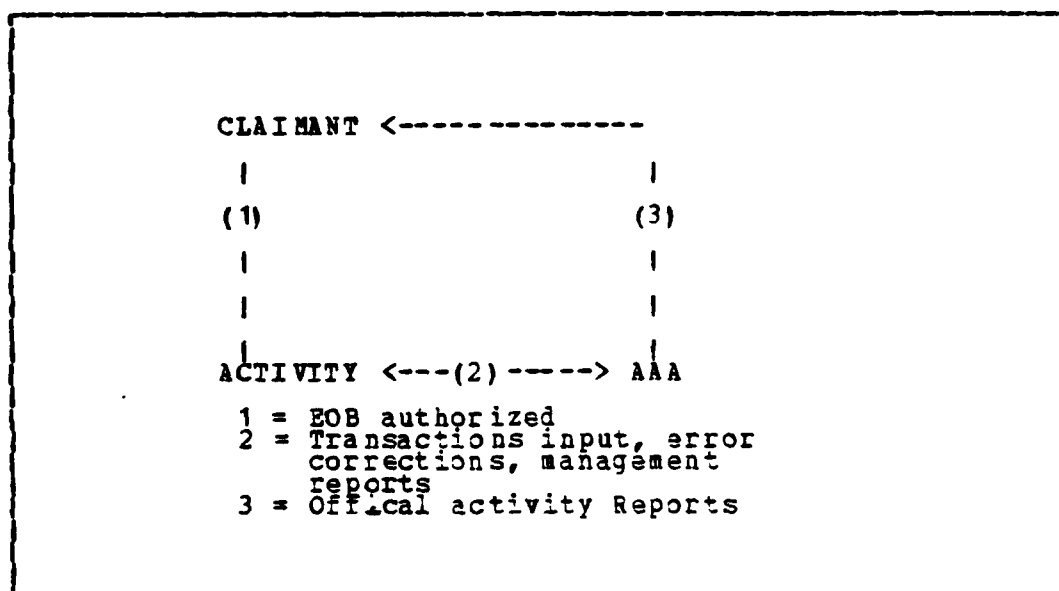 CLAIMANT <--------------
| |
(1) (3)
| |
| |
| |
ACTIVITY <---(2)-----> AAA
1 = EOB authorized
2 = Transactions input, error
corrections, management
reports
3 = Offical activity Reports